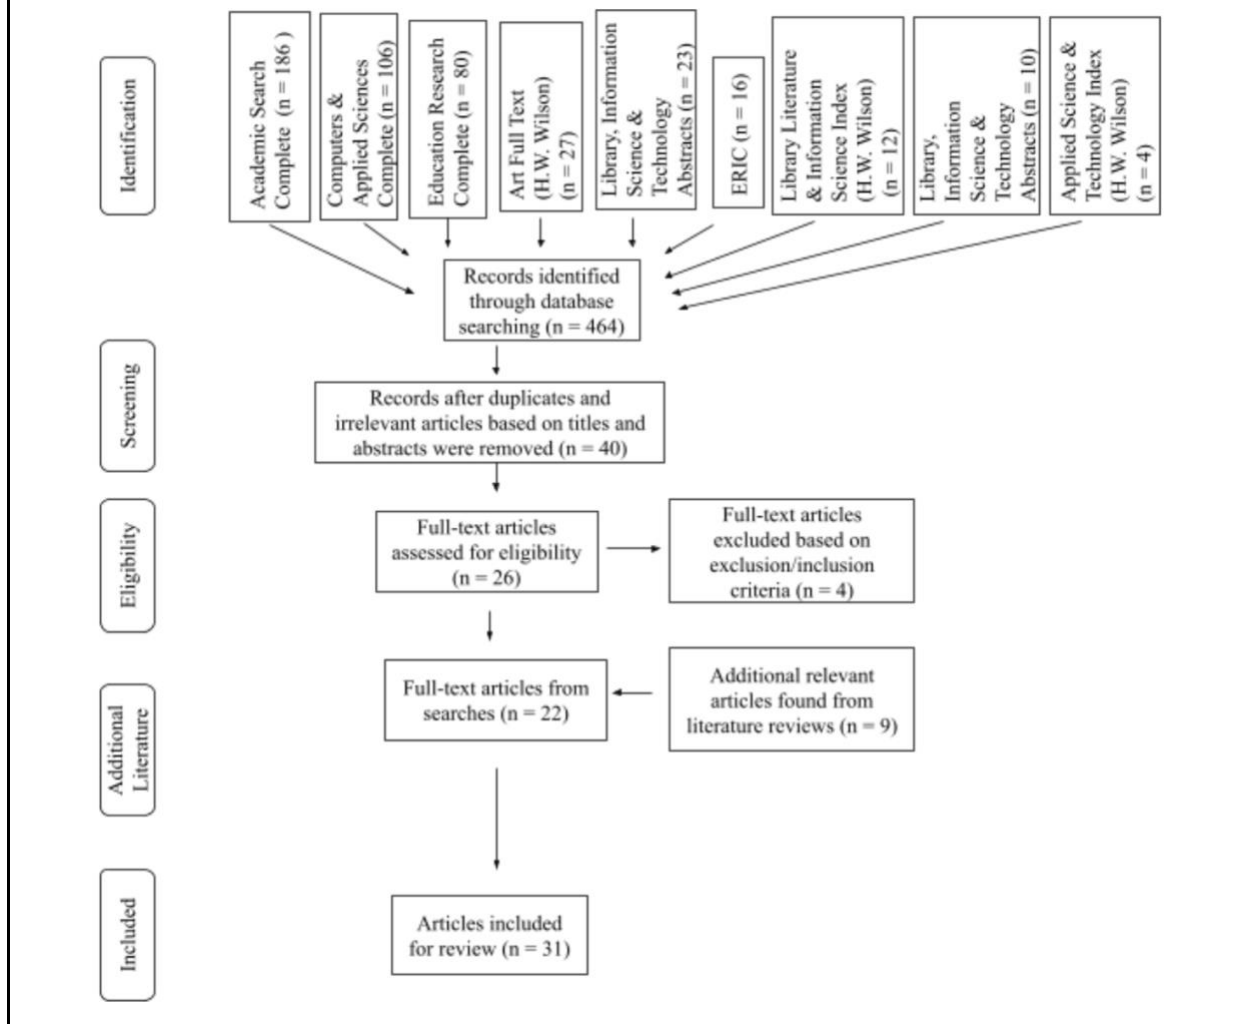 Identification
Academic Search
Complete (n = 186 )
Computers &
Applied Sciences
Complete (n = 106)
Education Research
Complete (n = 80)
Art Full Text
(H.W. Wilson)
(n = 27)
Library, Information
Science &
Technology
Abstracts (n = 23)
ERIC (n = 16)
Library Literature
& Information
Science Index
(H.W. Wilson)
(n = 12)
Library,
Information
Science &
Technology
Abstracts (n = 10)
Applied Science &
Technology Index
(H.W. Wilson)
(n = 4)
Records identified
through database
searching (n = 464)
Screening
Records after duplicates and
irrelevant articles based on titles and
abstracts were removed (n = 40)
Eligibility
Full-text articles
assessed for eligibility
(n = 26)
Full-text articles
excluded based on
exclusion/inclusion
criteria (n = 4)
Additional
Literature
Full-text articles from
searches (n = 22)
Additional relevant
articles found from
literature reviews (n = 9)
Included
Articles included
for review (n = 31)